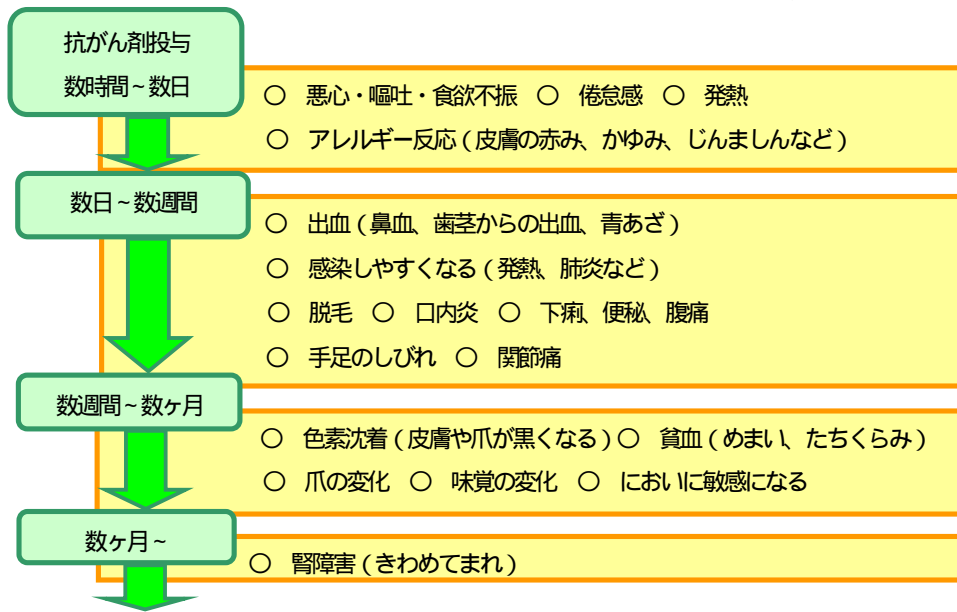 抗がん剤投与
数時間~数日
○ 悪心・嘔吐・食欲不振 ○ 倦怠感 ○ 発熱
○ アレルギー反応(皮膚の赤み、かゆみ、じんましんなど)
数日~数週間
○ 出血(鼻血、歯茎からの出血、青あざ)
○ 感染しやすくなる(発熱、肺炎など)
○ 脱毛 ○ 口内炎 ○ 下痢、便秘、腹痛
○ 手足のしびれ ○ 関節痛
数週間~数ヶ月
○ 色素沈着(皮膚や爪が黒くなる)○ 貧血(めまい、たちくらみ)
○ 爪の変化 ○ 味覚の変化 ○ においに敏感になる
数ヶ月~
○ 腎障害(きわめてまれ)